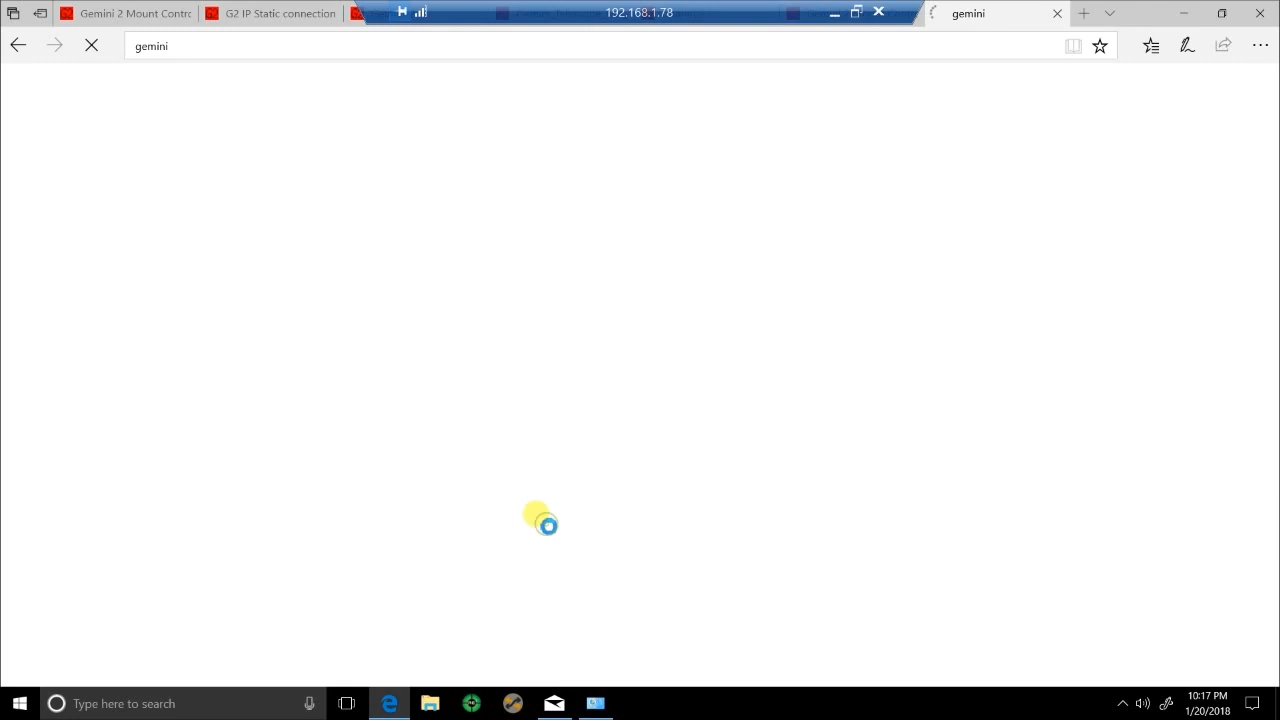 Gemini 2 Mount Contr
G2 IP Static connection
192.168.1.78
gemini
gemini
Type here to search
10:17 PM
1/20/2018